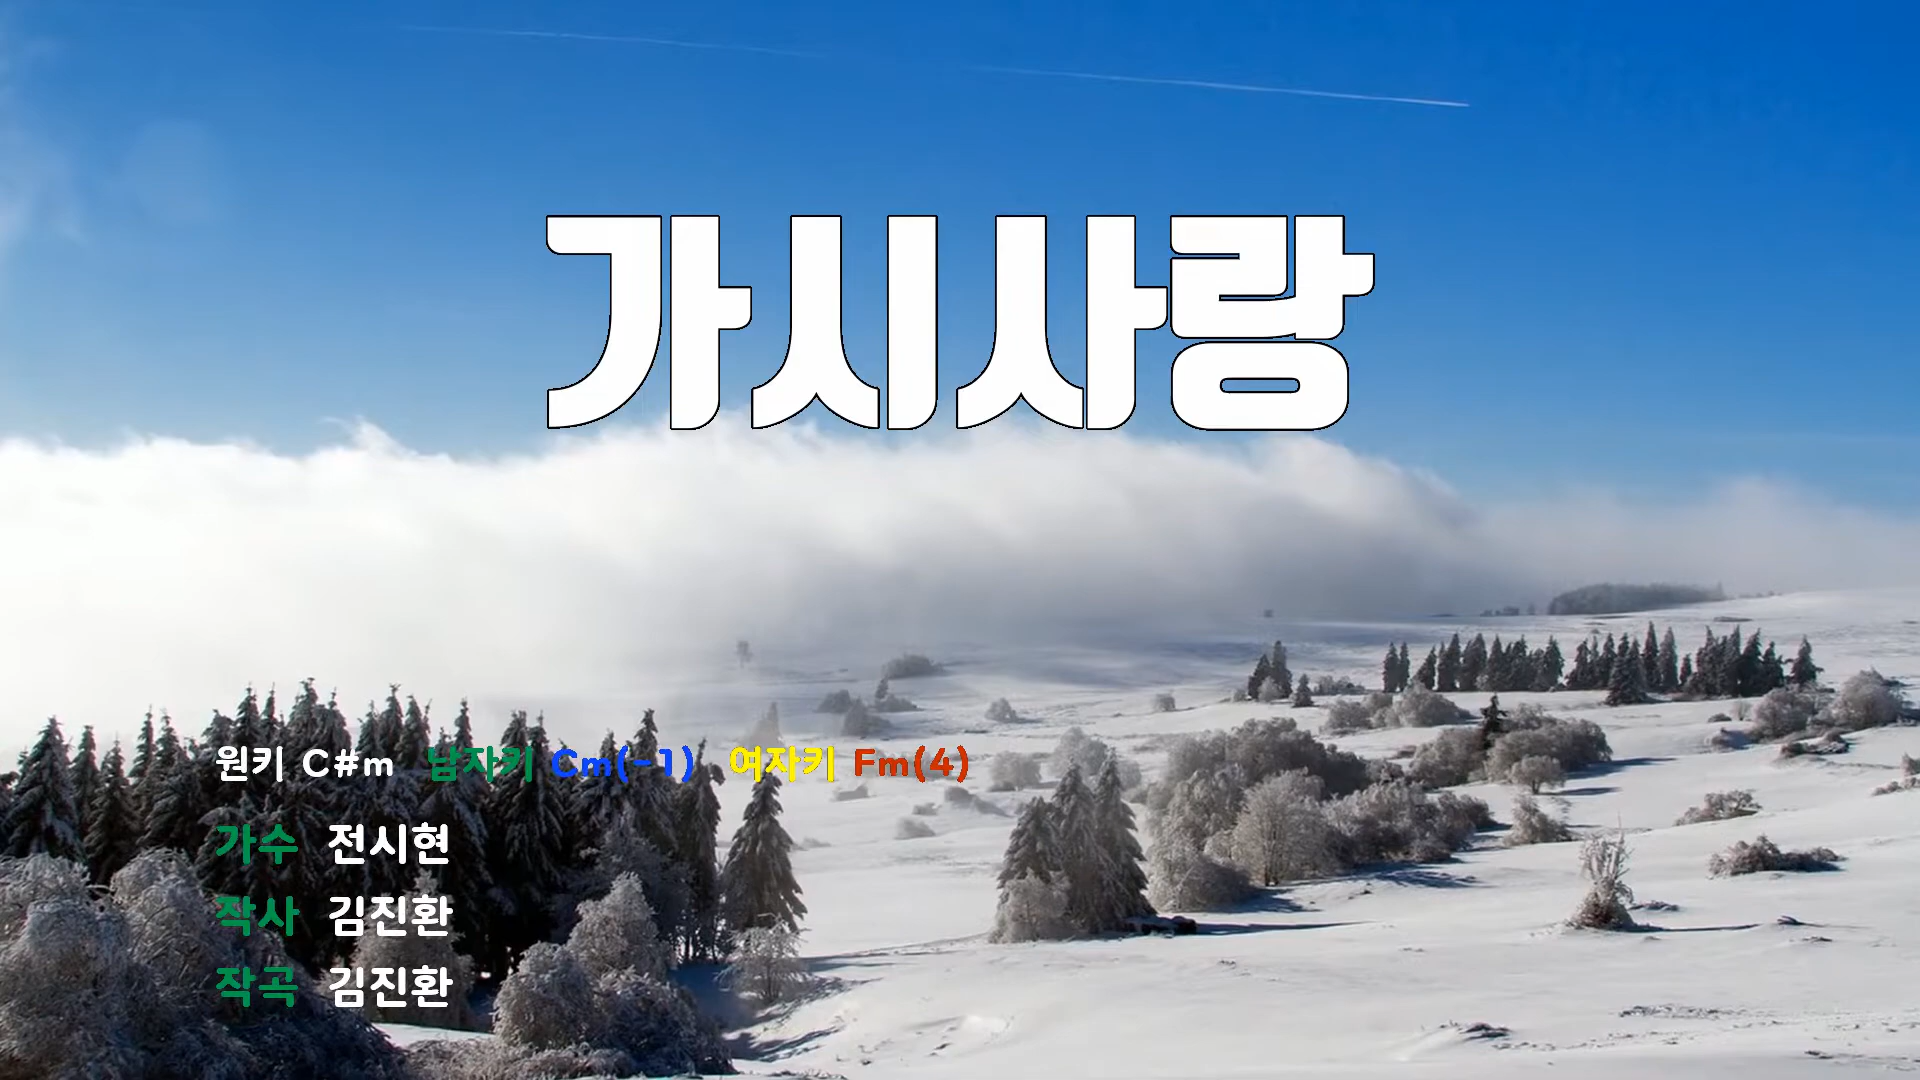 가시사랑
원키 C#m 남자키 Cm(-1) 여자키 Fm(4)
가수 전시현
작사 김진환
작곡 김진환